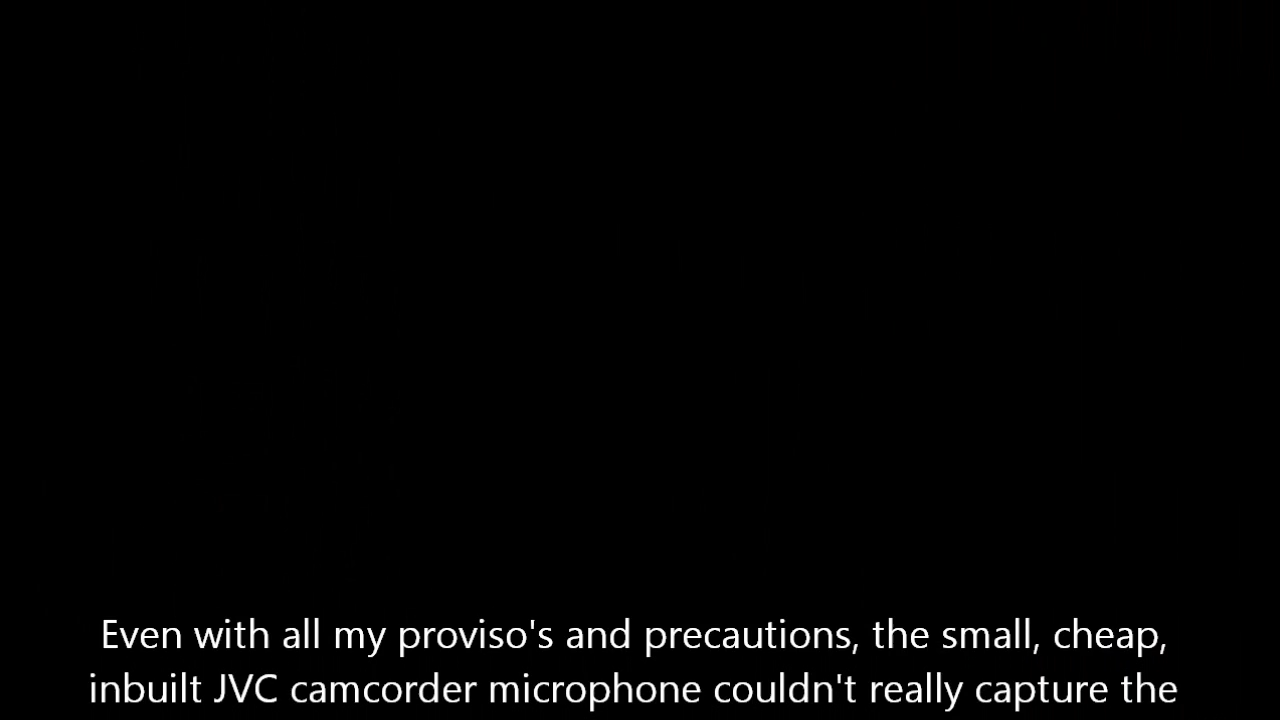 Even with all my proviso's and precautions, the small, cheap,
inbuilt JVC camcorder microphone couldn't really capture the